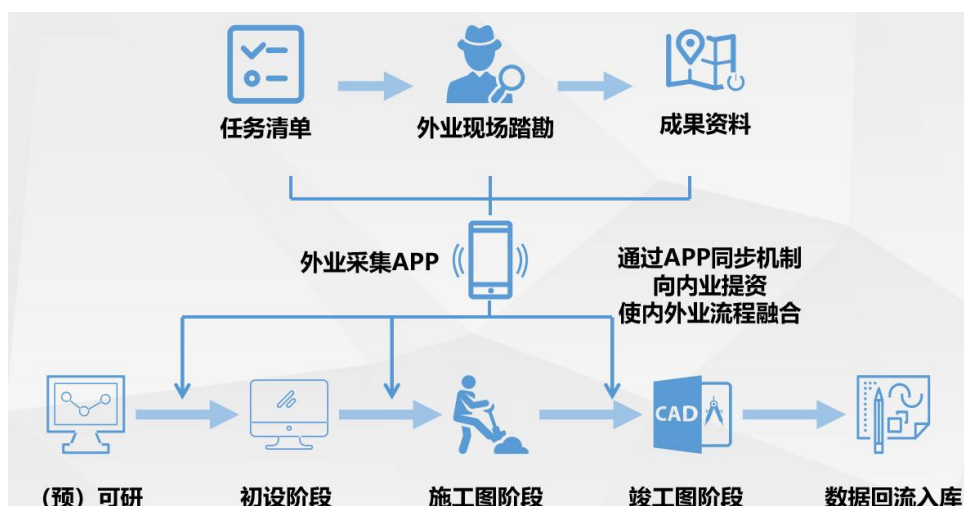 任务清单
外业现场踏勘
成果资料
外业采集APP
通过APP同步机制
向内业提资
使内外业流程融合
CAD
（预）可研
初设阶段
施工图阶段
竣工图阶段
数据回流入库